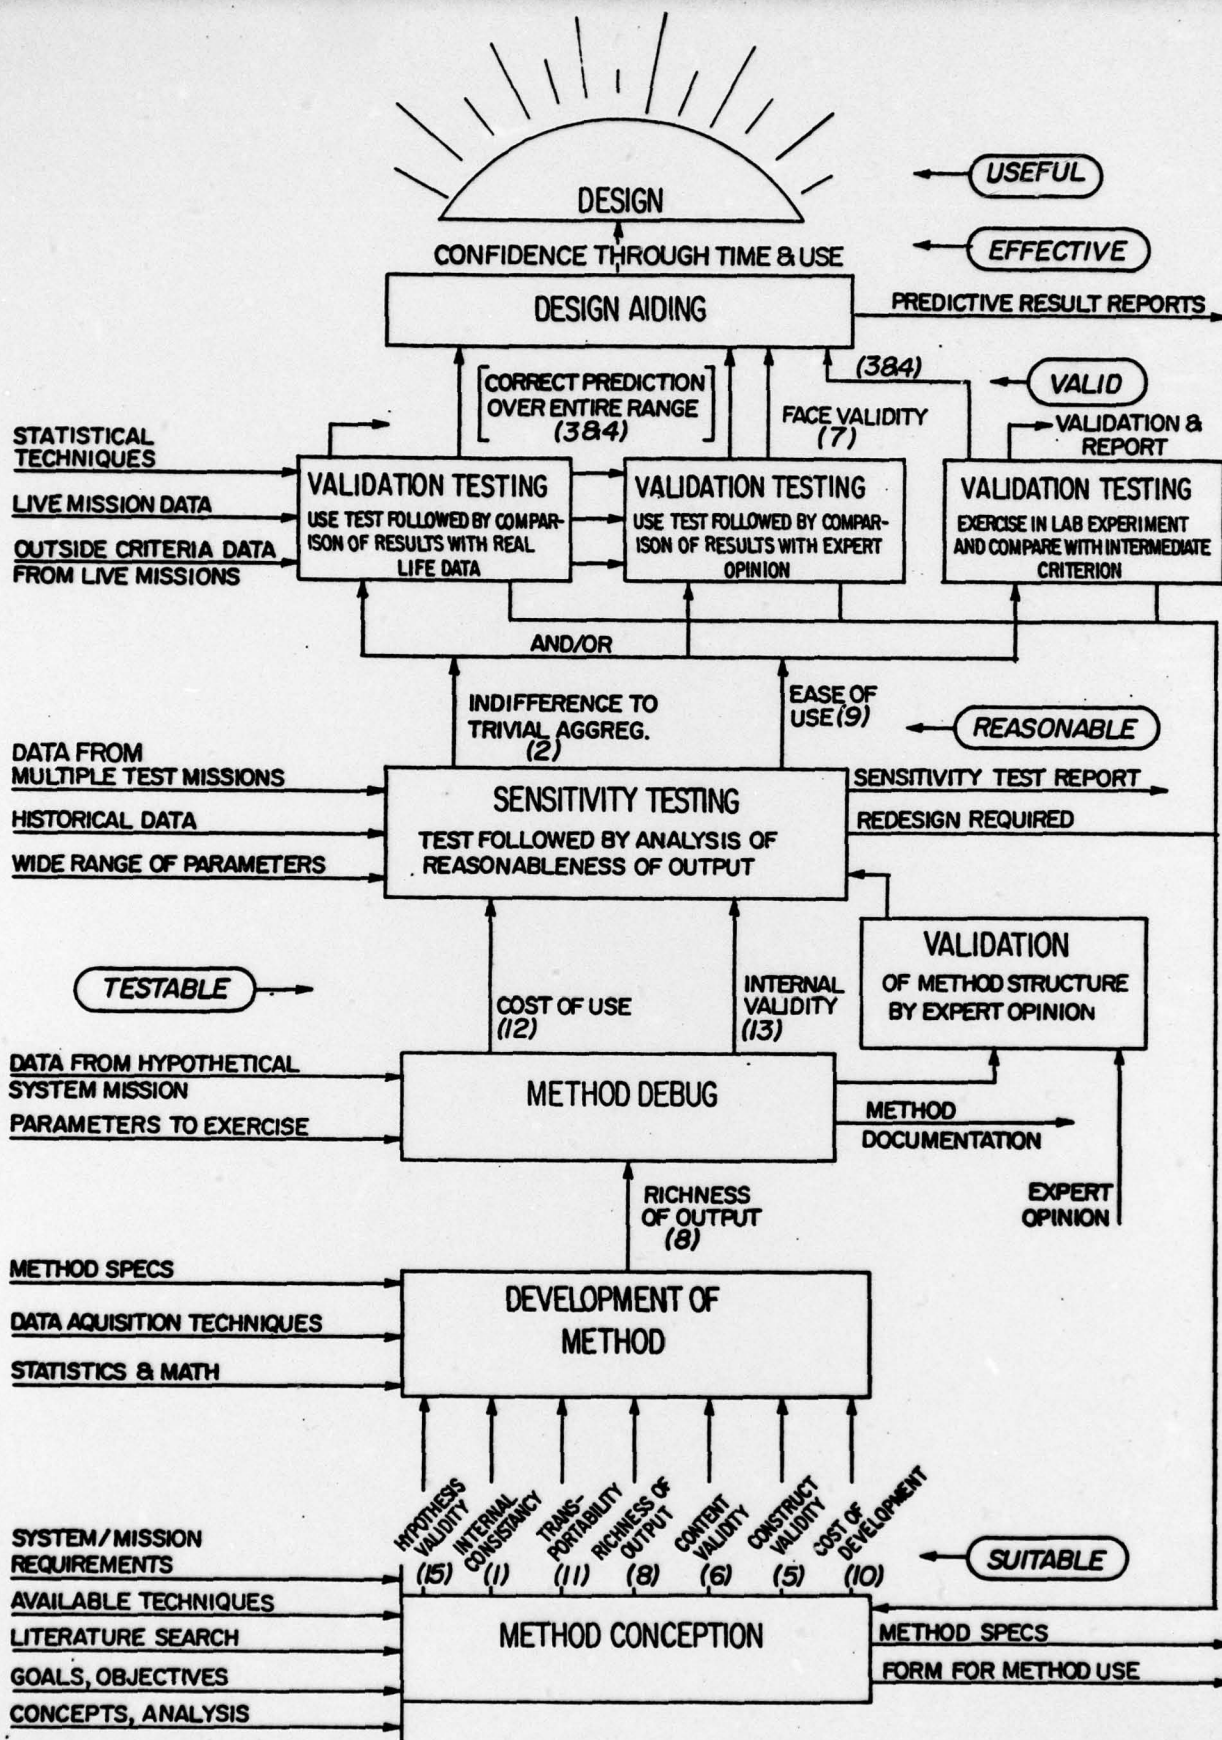 DESIGN
USEFUL
CONFIDENCE THROUGH TIME & USE
EFFECTIVE
DESIGN AIDING
PREDICTIVE RESULT REPORTS
[CORRECT PREDICTION
OVER ENTIRE RANGE
(3&4)]
(3&4)
VALID
FACE VALIDITY
(7)
VALIDATION &
REPORT
STATISTICAL
TECHNIQUES
LIVE MISSION DATA
OUTSIDE CRITERIA DATA
FROM LIVE MISSIONS
VALIDATION TESTING
USE TEST FOLLOWED BY COMPAR-
ISON OF RESULTS WITH REAL
LIFE DATA
VALIDATION TESTING
USE TEST FOLLOWED BY COMPAR-
ISON OF RESULTS WITH EXPERT
OPINION
VALIDATION TESTING
EXERCISE IN LAB EXPERIMENT
AND COMPARE WITH INTERMEDIATE
CRITERION
AND/OR
INDIFFERENCE TO
TRIVIAL AGGREG.
(2)
EASE OF
USE (9)
REASONABLE
DATA FROM
MULTIPLE TEST MISSIONS
HISTORICAL DATA
WIDE RANGE OF PARAMETERS
SENSITIVITY TESTING
TEST FOLLOWED BY ANALYSIS OF
REASONABLENESS OF OUTPUT
SENSITIVITY TEST REPORT
REDESIGN REQUIRED
VALIDATION
OF METHOD STRUCTURE
BY EXPERT OPINION
TESTABLE
COST OF USE
(12)
INTERNAL
VALIDITY
(13)
DATA FROM HYPOTHETICAL
SYSTEM MISSION
PARAMETERS TO EXERCISE
METHOD DEBUG
METHOD
DOCUMENTATION
EXPERT
OPINION
RICHNESS
OF OUTPUT
(8)
METHOD SPECS
DATA AQUISITION TECHNIQUES
STATISTICS & MATH
DEVELOPMENT OF
METHOD
HYPOTHESIS
VALIDITY
(15)
INTERNAL
CONSISTANCY
(1)
TRANS-
PORTABILITY
(11)
RICHNESS OF
OUTPUT
(8)
CONTENT
VALIDITY
(6)
CONSTRUCT
VALIDITY
(5)
COST OF
DEVELOPMENT
(10)
SUITABLE
SYSTEM/MISSION
REQUIREMENTS
AVAILABLE TECHNIQUES
LITERATURE SEARCH
GOALS, OBJECTIVES
CONCEPTS, ANALYSIS
METHOD CONCEPTION
METHOD SPECS
FORM FOR METHOD USE